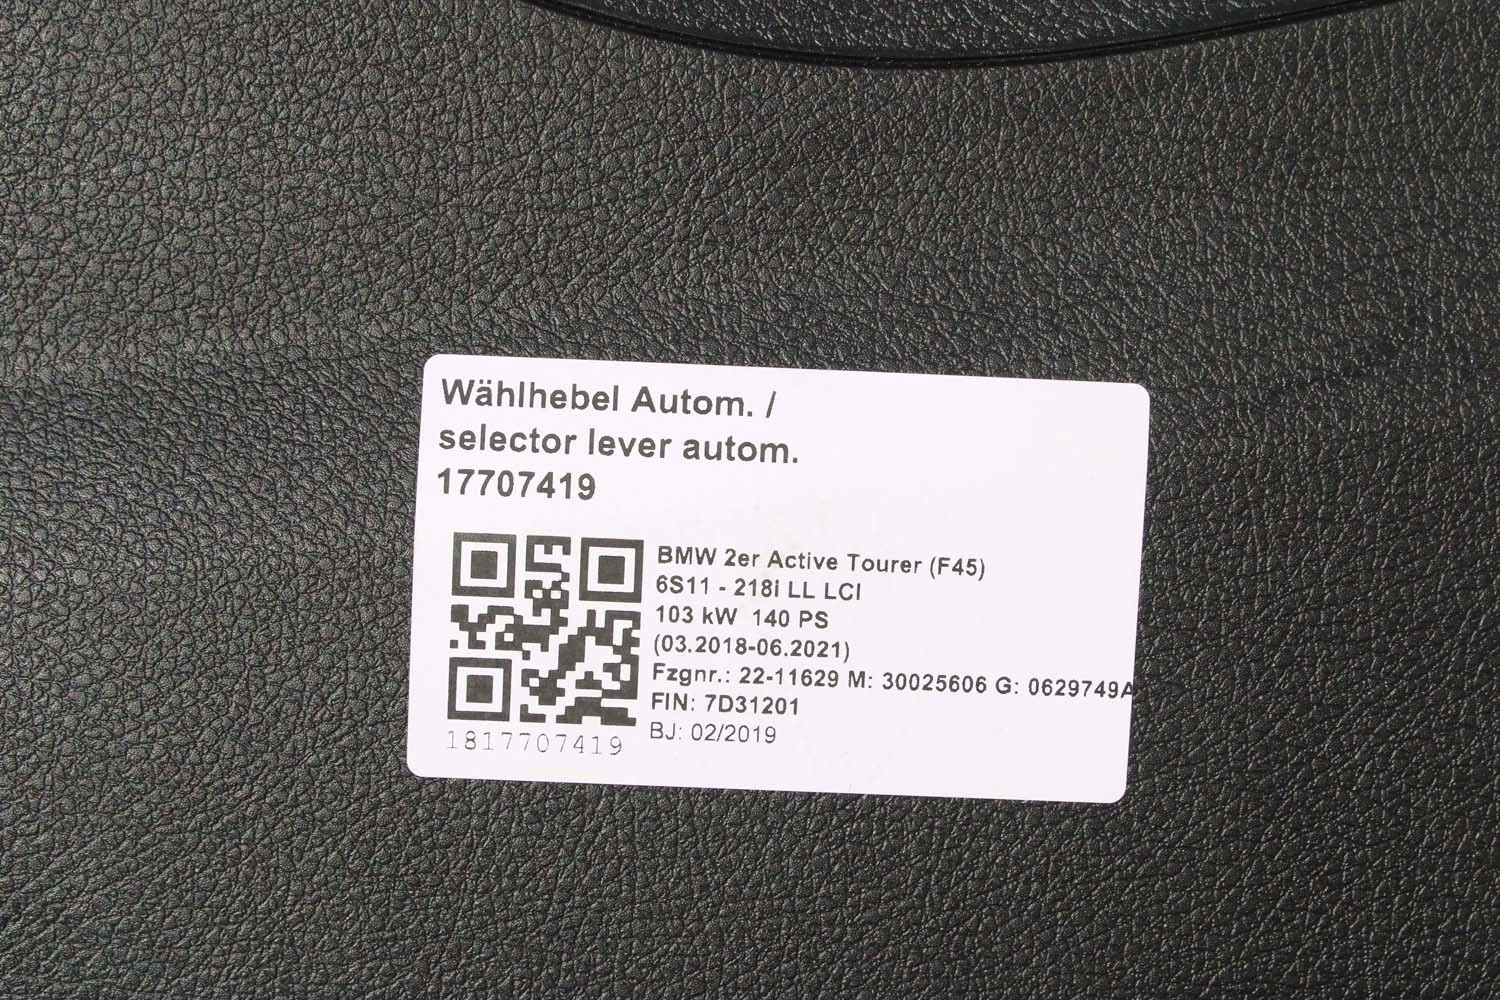 Wählhebel Autom. /
selector lever autom.
17707419
BMW 2er Active Tourer (F45)
6S11 - 218i LL LCI
103 kW 140 PS
(03.2018-06.2021)
Fzgnr.: 22-11629 M: 30025606 G: 0629749A
FIN: 7D31201
BJ: 02/2019
1817707419